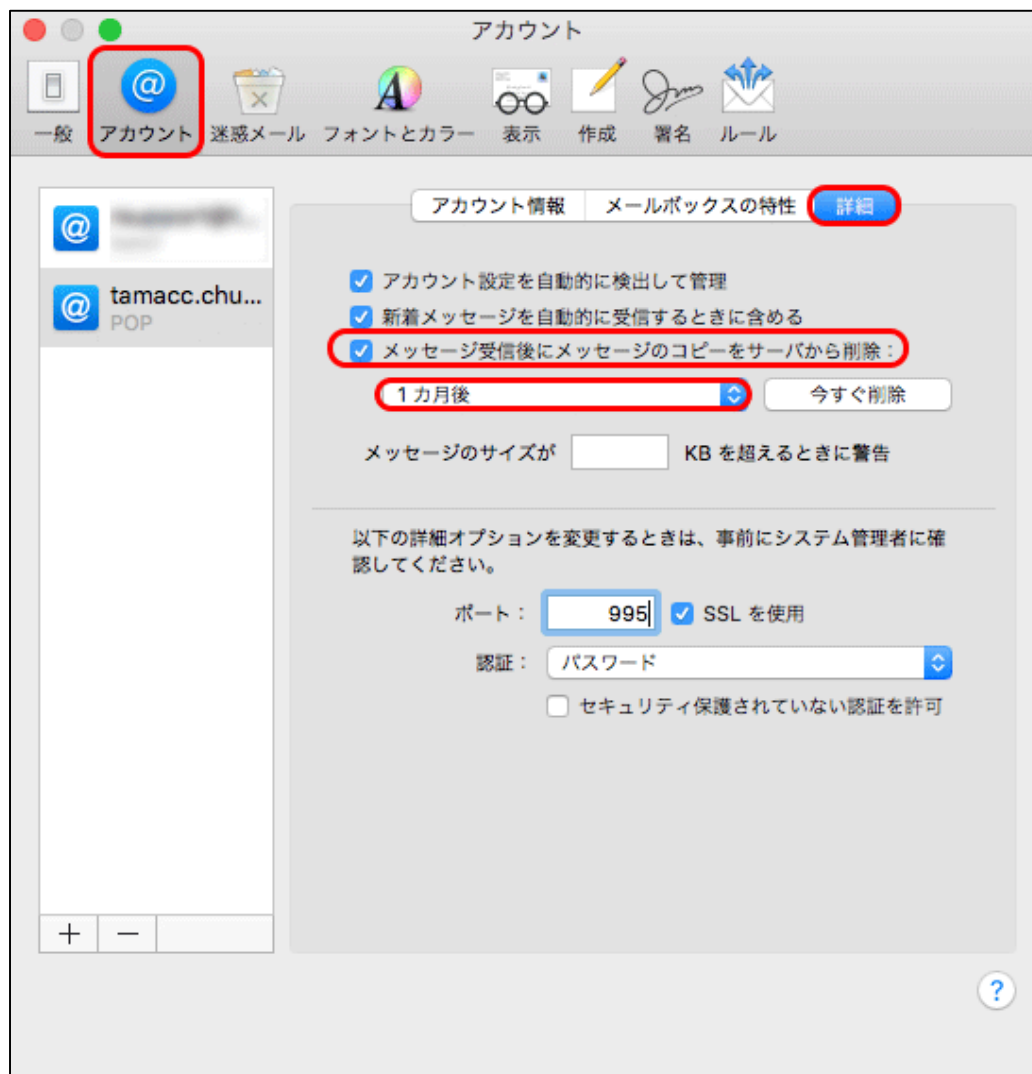 アカウント
一般 アカウント 迷惑メール フォントとカラー 表示 作成 署名 ルール
アカウント情報 メールボックスの特性 詳細
アカウント設定を自動的に検出して管理
tamacc.chu...
POP
新着メッセージを自動的に受信するときに含める
メッセージ受信後にメッセージのコピーをサーバから削除：
1 カ月後 今すぐ削除
メッセージのサイズが KB を超えるときに警告
以下の詳細オプションを変更するときは、事前にシステム管理者に確
認してください。
ポート： 995 SSL を使用
認証： パスワード
セキュリティ保護されていない認証を許可